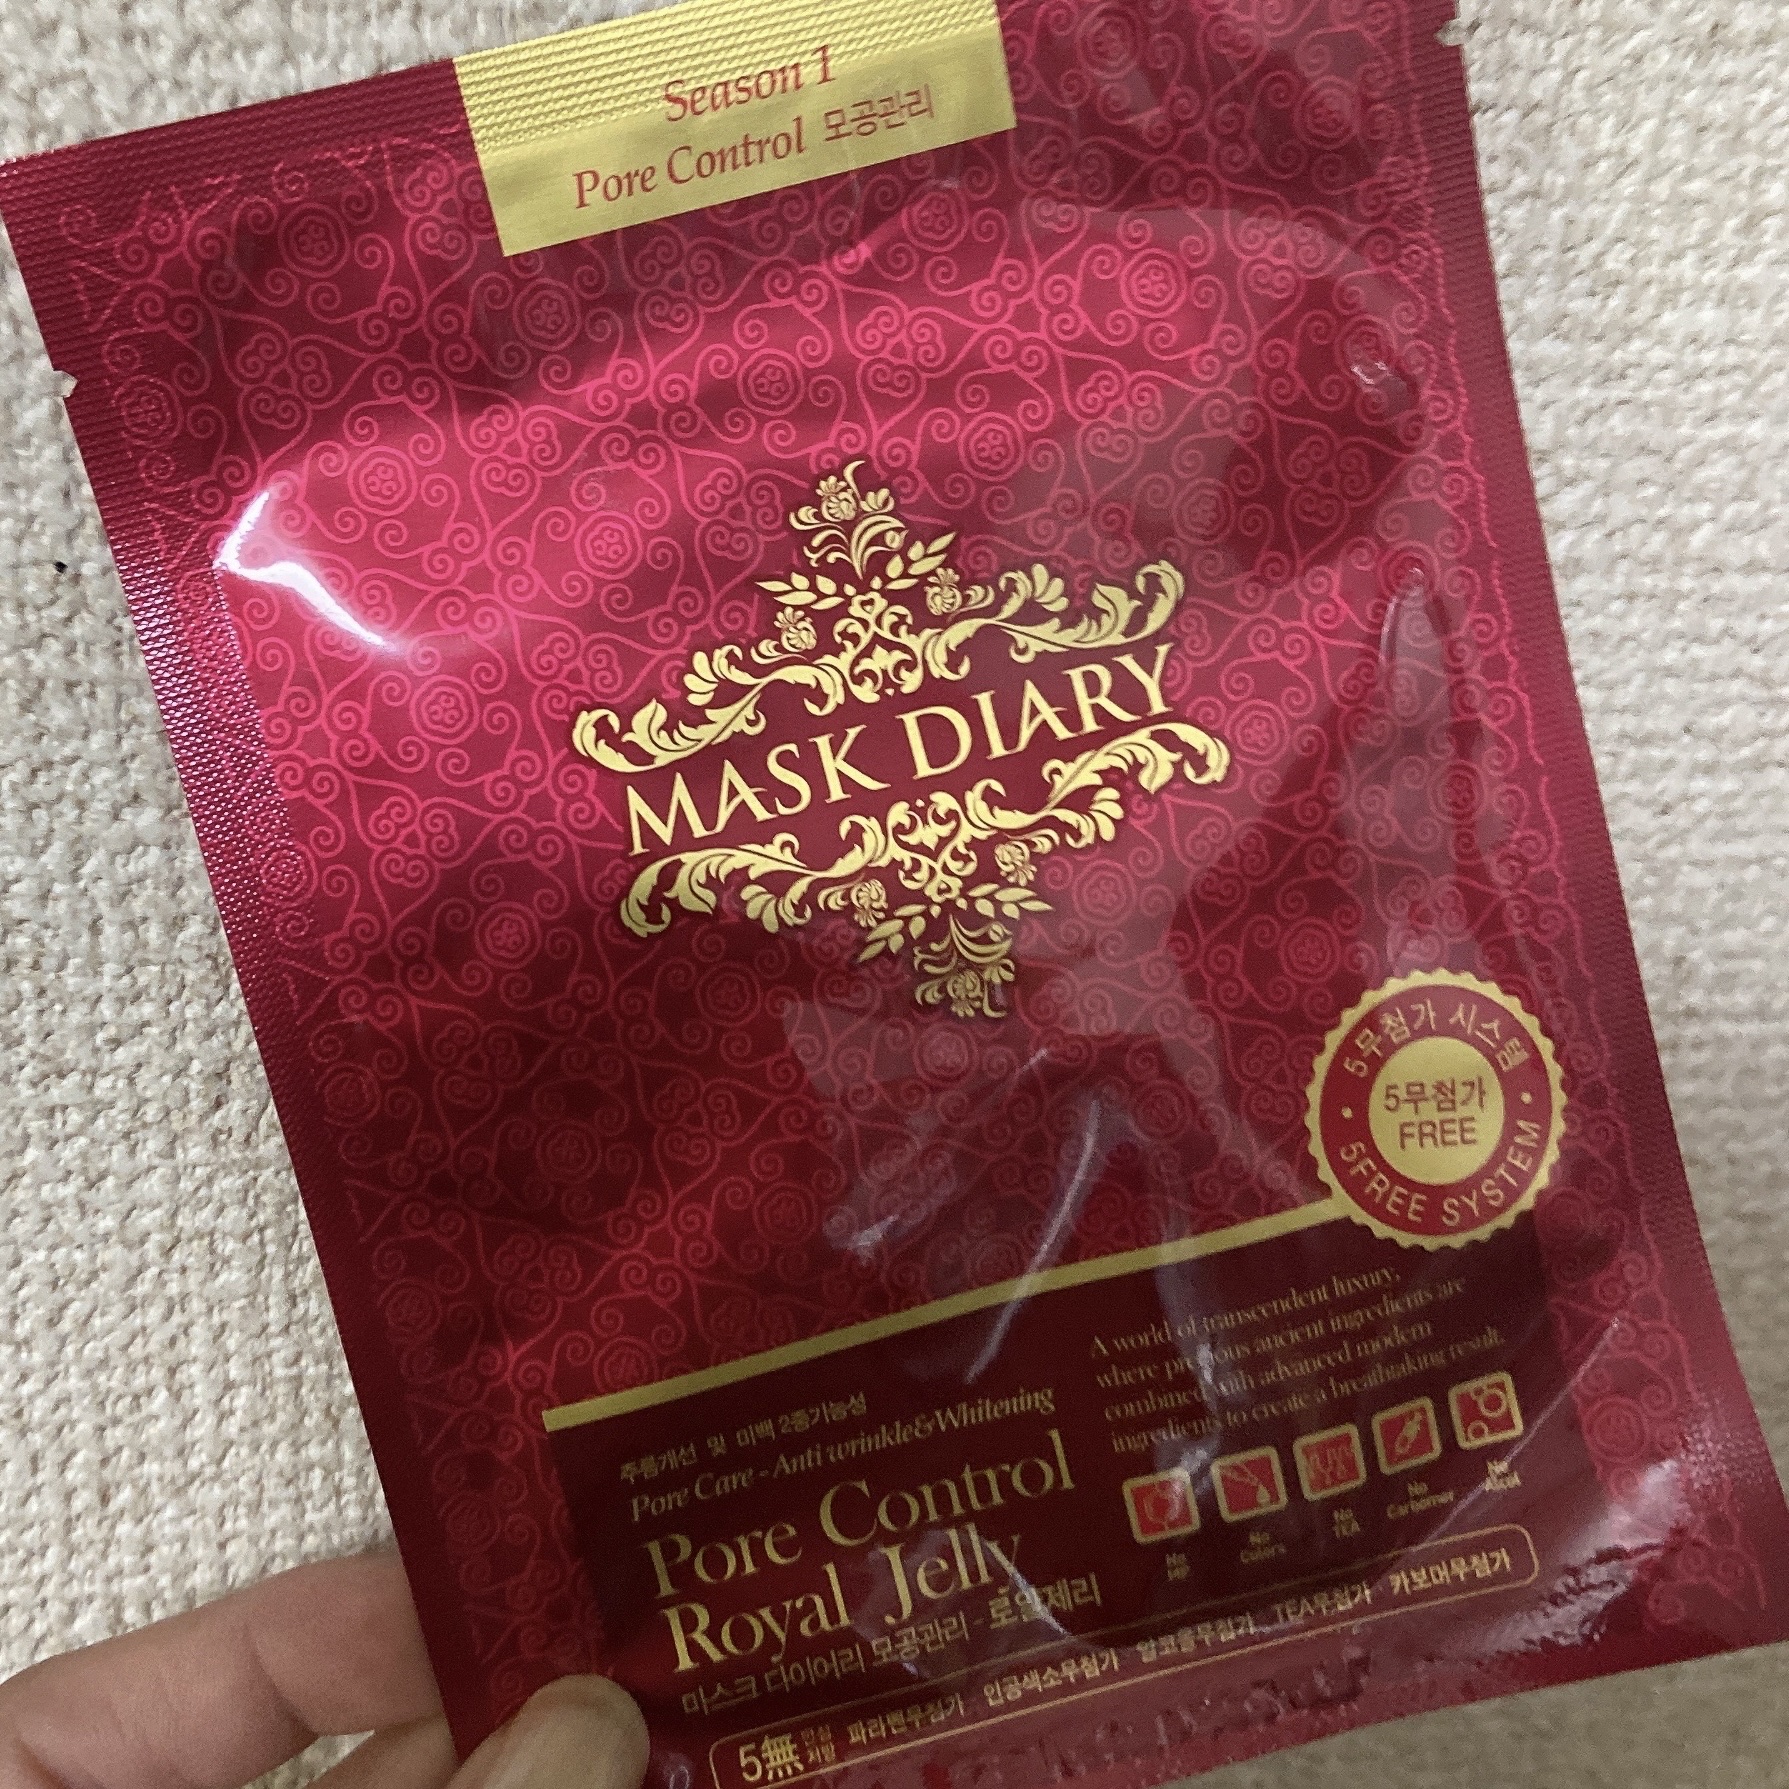 Season 1
Pore Control 모공관리
MASK DIARY
5무첨가 시스템
5무첨가
FREE
5FREE SYSTEM
A world of transcendent luxury,
where precious ancient ingredients are
combined with advanced modern
ingredients to create a breathtaking result.
주름개선 및 미백 2중기능성
Pore Care - Anti wrinkle&Whitening
Pore Control
Royal Jelly
마스크 다이어리 모공관리 - 로얄제리
No
MP
No
Colors
No
TEA
No
Carbomer
No
Alcol
5無 파라벤무첨가 인공색소무첨가 알코올무첨가 TEA무첨가 카보머무첨가